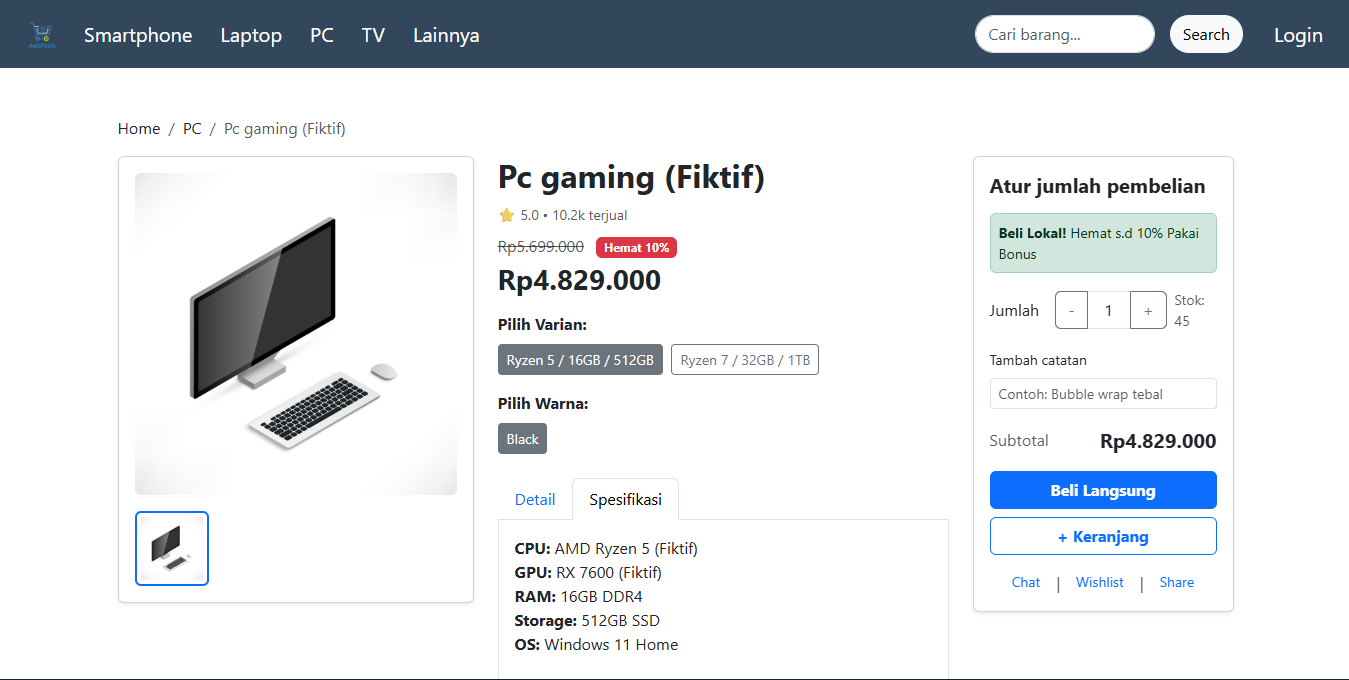 AdaTech
Smartphone Laptop PC TV Lainnya
Cari barang... Search Login
Home / PC / Pc gaming (Fiktif)
Pc gaming (Fiktif)
⭐ 5.0 • 10.2k terjual
Rp5.699.000 Hemat 10%
Rp4.829.000
Pilih Varian:
Ryzen 5 / 16GB / 512GB Ryzen 7 / 32GB / 1TB
Pilih Warna:
Black
Detail Spesifikasi
CPU: AMD Ryzen 5 (Fiktif)
GPU: RX 7600 (Fiktif)
RAM: 16GB DDR4
Storage: 512GB SSD
OS: Windows 11 Home
Atur jumlah pembelian
Beli Lokal! Hemat s.d 10% Pakai
Bonus
Jumlah - 1 + Stok:
45
Tambah catatan
Contoh: Bubble wrap tebal
Subtotal Rp4.829.000
Beli Langsung
+ Keranjang
Chat | Wishlist | Share